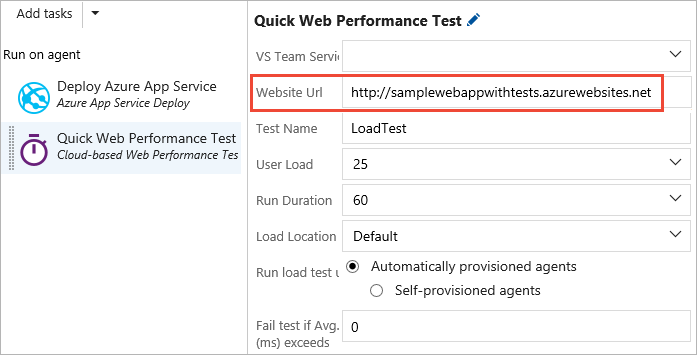 Add tasks
Run on agent
Deploy Azure App Service
Azure App Service Deploy
Quick Web Performance Test
Cloud-based Web Performance Tes
Quick Web Performance Test
VS Team Servic
Website Url http://samplewebappwithtests.azurewebsites.net
Test Name LoadTest
User Load 25
Run Duration 60
Load Location Default
Run load test u Automatically provisioned agents
Self-provisioned agents
Fail test if Avg. 0
(ms) exceeds